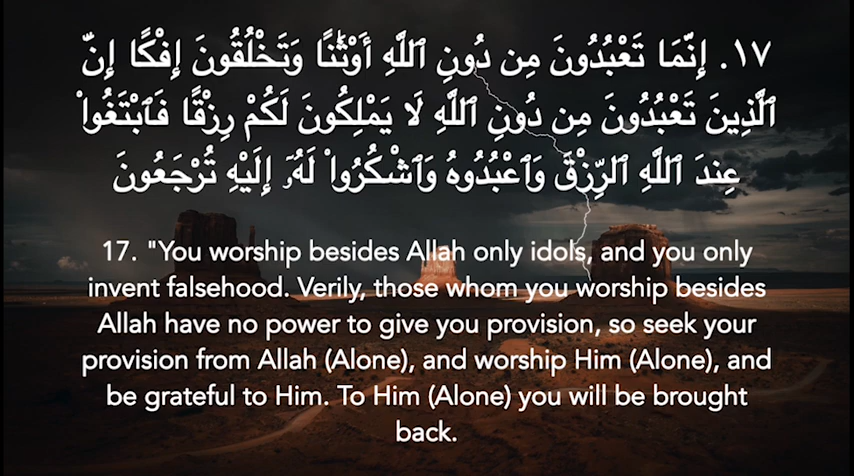 ١٧. إِنَّمَا تَعْبُدُونَ مِن دُونِ ٱللَّهِ أَوْثَٰنًا وَتَخْلُقُونَ إِفْكًا إِنَّ
ٱلَّذِينَ تَعْبُدُونَ مِن دُونِ ٱللَّهِ لَا يَمْلِكُونَ لَكُمْ رِزْقًا فَٱبْتَغُوا۟
عِندَ ٱللَّهِ ٱلرِّزْقَ وَٱعْبُدُوهُ وَٱشْكُرُوا۟ لَهُۥٓ إِلَيْهِ تُرْجَعُونَ
17. "You worship besides Allah only idols, and you only
invent falsehood. Verily, those whom you worship besides
Allah have no power to give you provision, so seek your
provision from Allah (Alone), and worship Him (Alone), and
be grateful to Him. To Him (Alone) you will be brought
back.